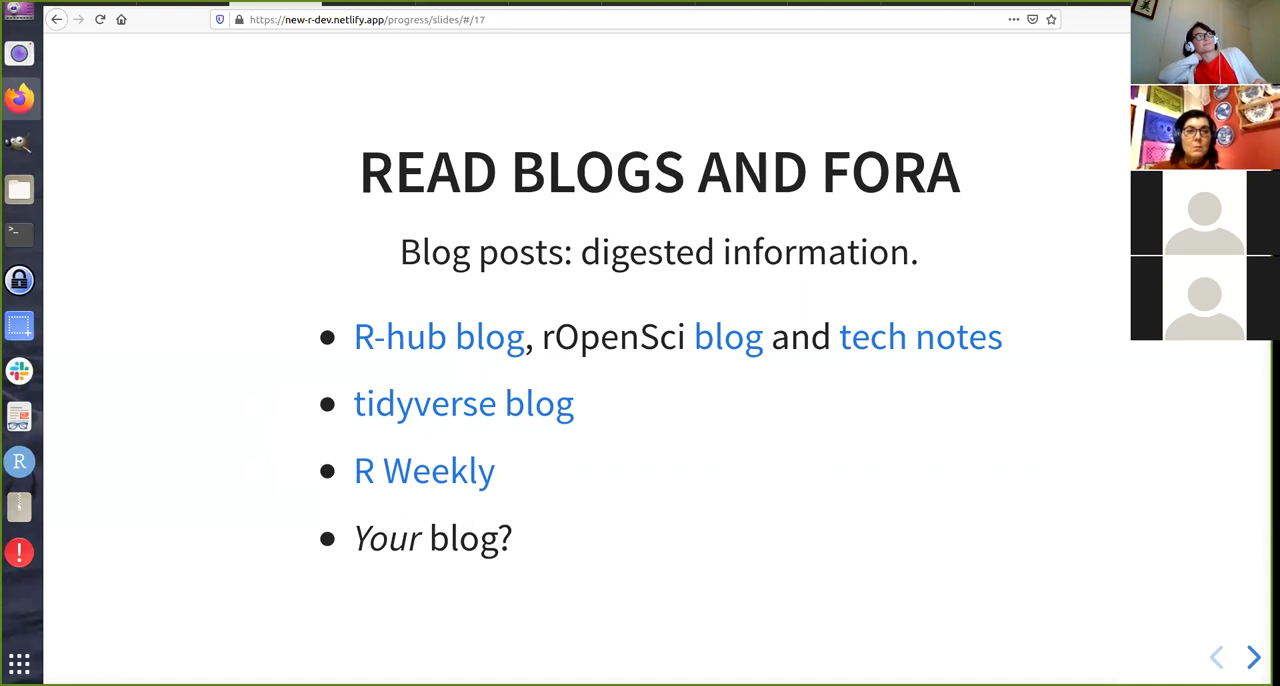 https://new-r-dev.netlify.app/progress/slides/#/17
READ BLOGS AND FORA
Blog posts: digested information.
R-hub blog, rOpenSci blog and tech notes
tidyverse blog
R Weekly
Your blog?
R